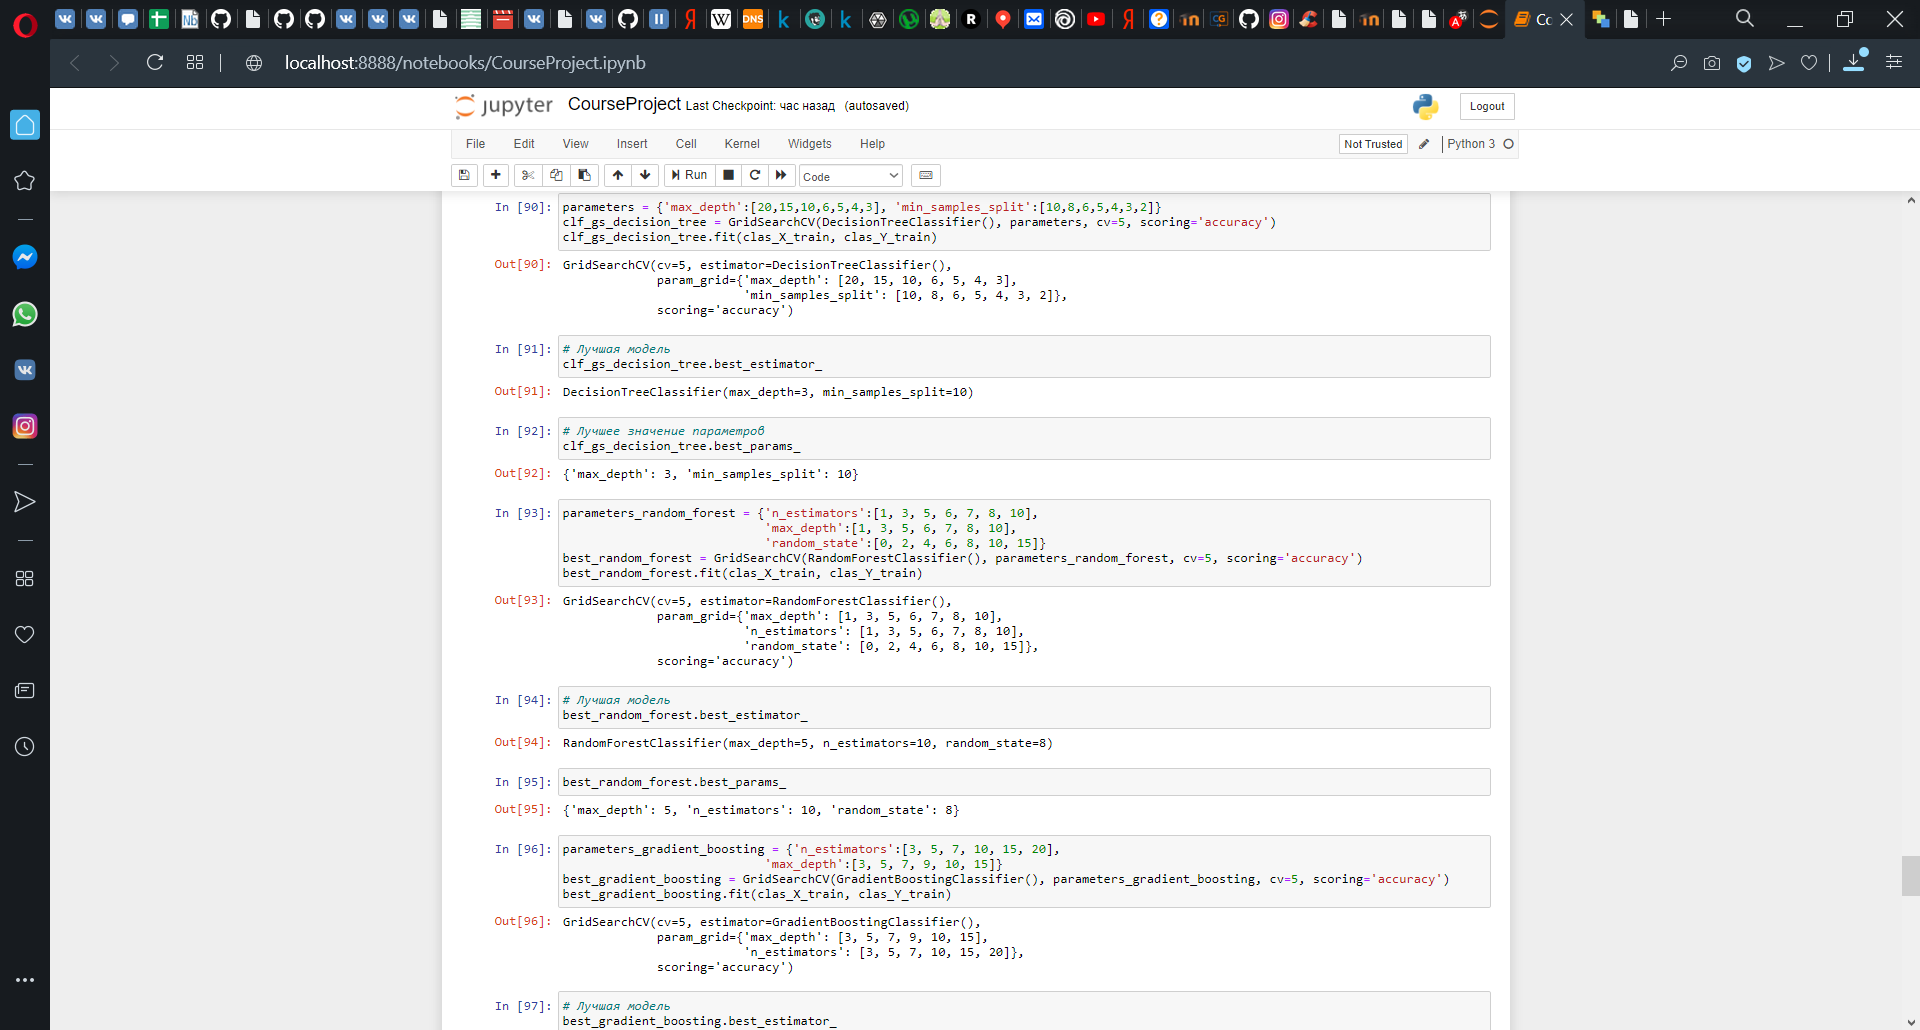 Co
localhost:8888/notebooks/CourseProject.ipynb
jupyter CourseProject Last Checkpoint: час назад (autosaved)
Logout
File Edit View Insert Cell Kernel Widgets Help
Not Trusted
Python 3
Run
Code
In [90]: parameters = {'max_depth':[20,15,10,6,5,4,3], 'min_samples_split':[10,8,6,5,4,3,2]}
clf_gs_decision_tree = GridSearchCV(DecisionTreeClassifier(), parameters, cv=5, scoring='accuracy')
clf_gs_decision_tree.fit(clas_X_train, clas_Y_train)
Out[90]: GridSearchCV(cv=5, estimator=DecisionTreeClassifier(),
param_grid={'max_depth': [20, 15, 10, 6, 5, 4, 3],
'min_samples_split': [10, 8, 6, 5, 4, 3, 2]},
scoring='accuracy')
In [91]: # Лучшая модель
clf_gs_decision_tree.best_estimator_
Out[91]: DecisionTreeClassifier(max_depth=3, min_samples_split=10)
In [92]: # Лучшее значение параметров
clf_gs_decision_tree.best_params_
Out[92]: {'max_depth': 3, 'min_samples_split': 10}
In [93]: parameters_random_forest = {'n_estimators':[1, 3, 5, 6, 7, 8, 10],
'max_depth':[1, 3, 5, 6, 7, 8, 10],
'random_state':[0, 2, 4, 6, 8, 10, 15]}
best_random_forest = GridSearchCV(RandomForestClassifier(), parameters_random_forest, cv=5, scoring='accuracy')
best_random_forest.fit(clas_X_train, clas_Y_train)
Out[93]: GridSearchCV(cv=5, estimator=RandomForestClassifier(),
param_grid={'max_depth': [1, 3, 5, 6, 7, 8, 10],
'n_estimators': [1, 3, 5, 6, 7, 8, 10],
'random_state': [0, 2, 4, 6, 8, 10, 15]},
scoring='accuracy')
In [94]: # Лучшая модель
best_random_forest.best_estimator_
Out[94]: RandomForestClassifier(max_depth=5, n_estimators=10, random_state=8)
In [95]: best_random_forest.best_params_
Out[95]: {'max_depth': 5, 'n_estimators': 10, 'random_state': 8}
In [96]: parameters_gradient_boosting = {'n_estimators':[3, 5, 7, 10, 15, 20],
'max_depth':[3, 5, 7, 9, 10, 15]}
best_gradient_boosting = GridSearchCV(GradientBoostingClassifier(), parameters_gradient_boosting, cv=5, scoring='accuracy')
best_gradient_boosting.fit(clas_X_train, clas_Y_train)
Out[96]: GridSearchCV(cv=5, estimator=GradientBoostingClassifier(),
param_grid={'max_depth': [3, 5, 7, 9, 10, 15],
'n_estimators': [3, 5, 7, 10, 15, 20]},
scoring='accuracy')
In [97]: # Лучшая модель
best_gradient_boosting.best_estimator_